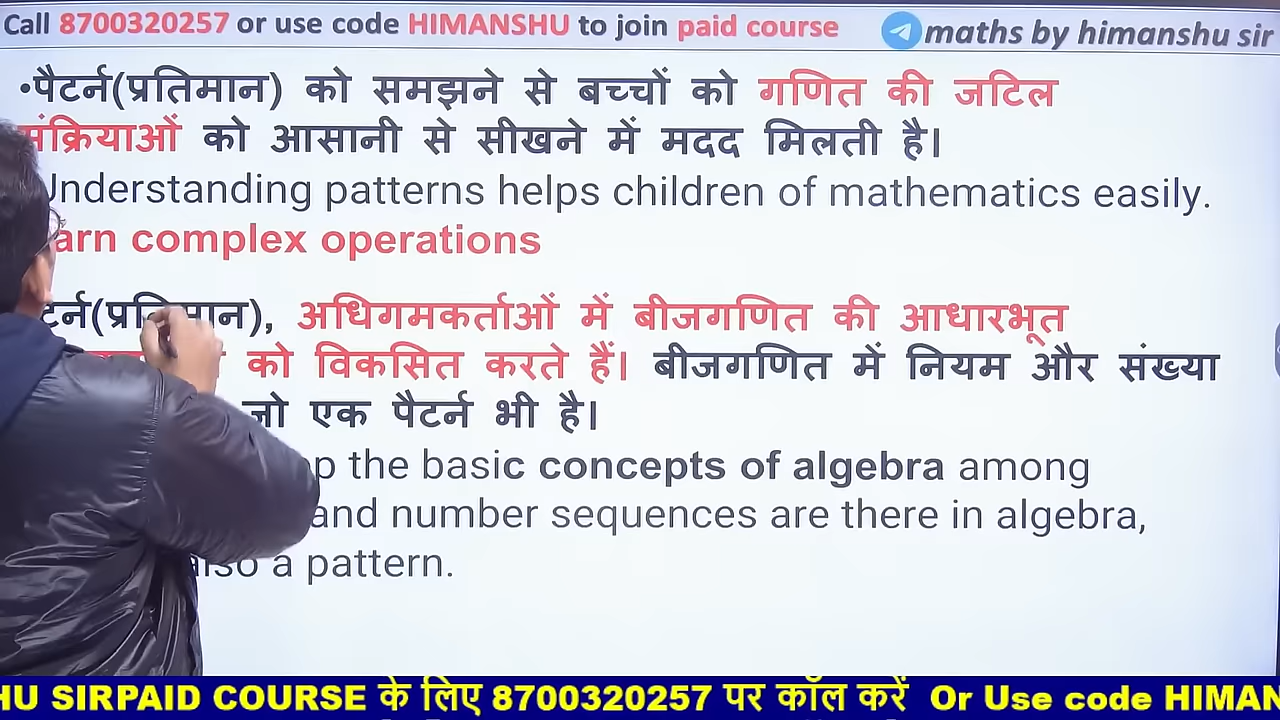 Call 8700320257 or use code HIMANSHU to join paid course
maths by himanshu sir
•पैटर्न(प्रतिमान) को समझने से बच्चों को गणित की जटिल
संक्रियाओं को आसानी से सीखने में मदद मिलती है।
Understanding patterns helps children of mathematics easily.
complex operations
अधिगमकर्ताओं में बीजगणित की आधारभूत
को विकसित करते हैं। बीजगणित में नियम और संख्या
जो एक पैटर्न भी है।
the basic concepts of algebra among
and number sequences are there in algebra,
also a pattern.
HU SIRPAID COURSE के लिए 8700320257 पर कॉल करें Or Use code HIMAN